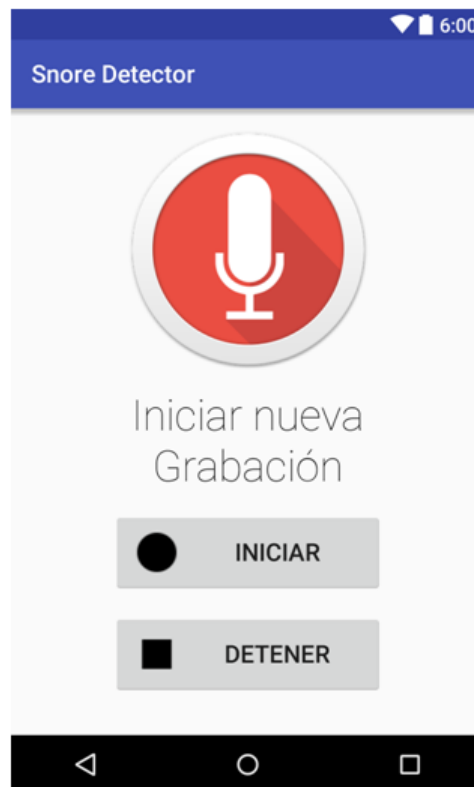 6:00
Snore Detector
Iniciar nueva
Grabación
INICIAR
DETENER